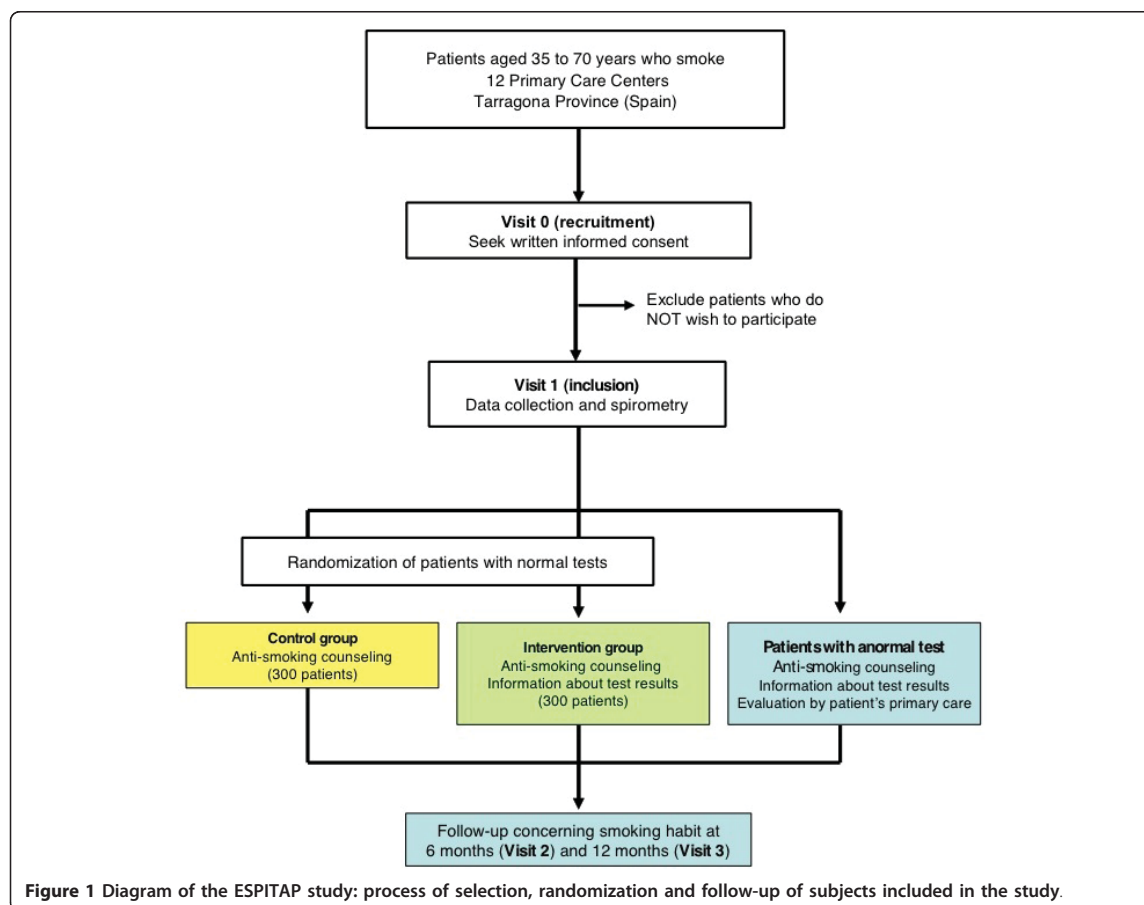 Patients aged 35 to 70 years who smoke
12 Primary Care Centers
Tarragona Province (Spain)
Visit 0 (recruitment)
Seek written informed consent
Exclude patients who do
NOT wish to participate
Visit 1 (inclusion)
Data collection and spirometry
Randomization of patients with normal tests
Control group
Anti-smoking counseling
(300 patients)
Intervention group
Anti-smoking counseling
Information about test results
(300 patients)
Patients with anormal test
Anti-smoking counseling
Information about test results
Evaluation by patient's primary care
Follow-up concerning smoking habit at
6 months (Visit 2) and 12 months (Visit 3)
Figure 1 Diagram of the ESPITAP study: process of selection, randomization and follow-up of subjects included in the study.